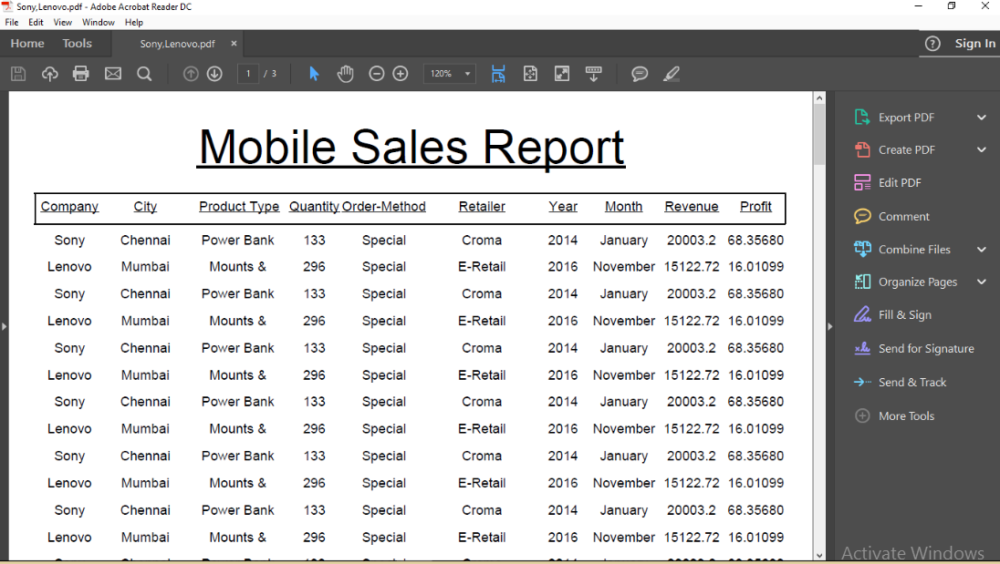 Sony,Lenovo.pdf - Adobe Acrobat Reader DC
File Edit View Window Help
Home Tools Sony,Lenovo.pdf × ? Sign In
1 / 3 120%
Mobile Sales Report
Company City Product Type Quantity Order-Method Retailer Year Month Revenue Profit
Sony Chennai Power Bank 133 Special Croma 2014 January 20003.2 68.35680
Lenovo Mumbai Mounts & 296 Special E-Retail 2016 November 15122.72 16.01099
Sony Chennai Power Bank 133 Special Croma 2014 January 20003.2 68.35680
Lenovo Mumbai Mounts & 296 Special E-Retail 2016 November 15122.72 16.01099
Sony Chennai Power Bank 133 Special Croma 2014 January 20003.2 68.35680
Lenovo Mumbai Mounts & 296 Special E-Retail 2016 November 15122.72 16.01099
Sony Chennai Power Bank 133 Special Croma 2014 January 20003.2 68.35680
Lenovo Mumbai Mounts & 296 Special E-Retail 2016 November 15122.72 16.01099
Sony Chennai Power Bank 133 Special Croma 2014 January 20003.2 68.35680
Lenovo Mumbai Mounts & 296 Special E-Retail 2016 November 15122.72 16.01099
Sony Chennai Power Bank 133 Special Croma 2014 January 20003.2 68.35680
Lenovo Mumbai Mounts & 296 Special E-Retail 2016 November 15122.72 16.01099
Export PDF
Create PDF
Edit PDF
Comment
Combine Files
Organize Pages
Fill & Sign
Send for Signature
Send & Track
More Tools
Activate Windows